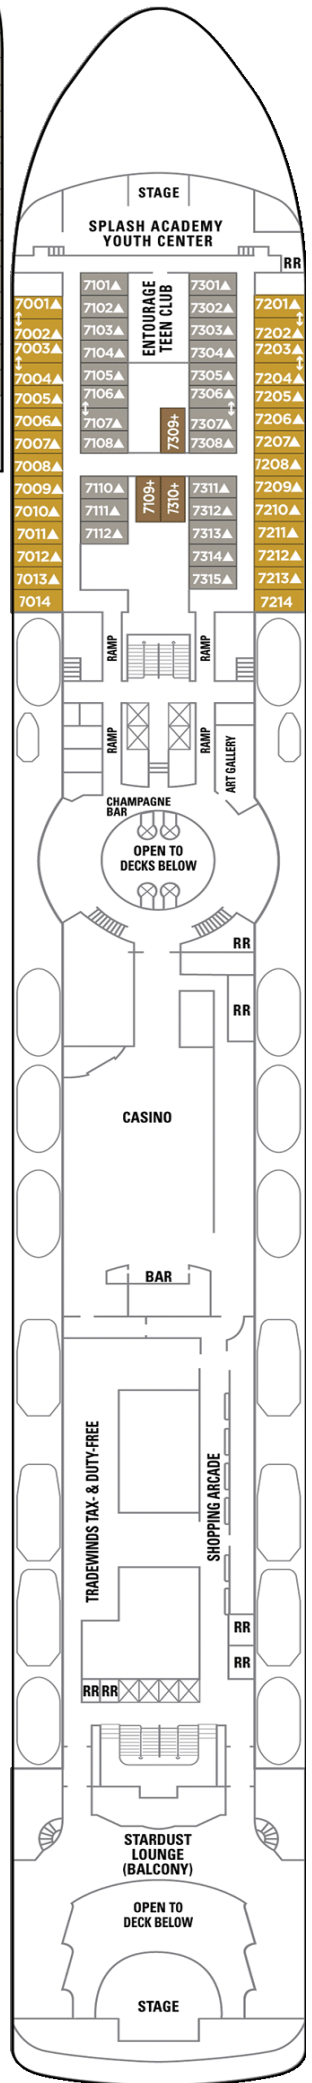 STAGE
SPLASH ACADEMY
YOUTH CENTER
RR
ENTOURAGE
TEEN CLUB
7001▲
7002▲
7003▲
7004▲
7005▲
7006▲
7007▲
7008▲
7009▲
7010▲
7011▲
7012▲
7013▲
7014
7101▲
7102▲
7103▲
7104▲
7105▲
7106▲
7107▲
7108▲
7110▲
7111▲
7112▲
7309+
7109+
7310+
7301▲
7302▲
7303▲
7304▲
7305▲
7306▲
7307▲
7308▲
7311▲
7312▲
7313▲
7314▲
7315▲
7201▲
7202▲
7203▲
7204▲
7205▲
7206▲
7207▲
7208▲
7209▲
7210▲
7211▲
7212▲
7213▲
7214
RAMP
RAMP
RAMP
RAMP
ART GALLERY
CHAMPAGNE
BAR
OPEN TO
DECKS BELOW
RR
RR
CASINO
BAR
TRADEWINDS TAX- & DUTY-FREE
SHOPPING ARCADE
RR
RR
RR RR
STARDUST
LOUNGE
(BALCONY)
OPEN TO
DECK BELOW
STAGE